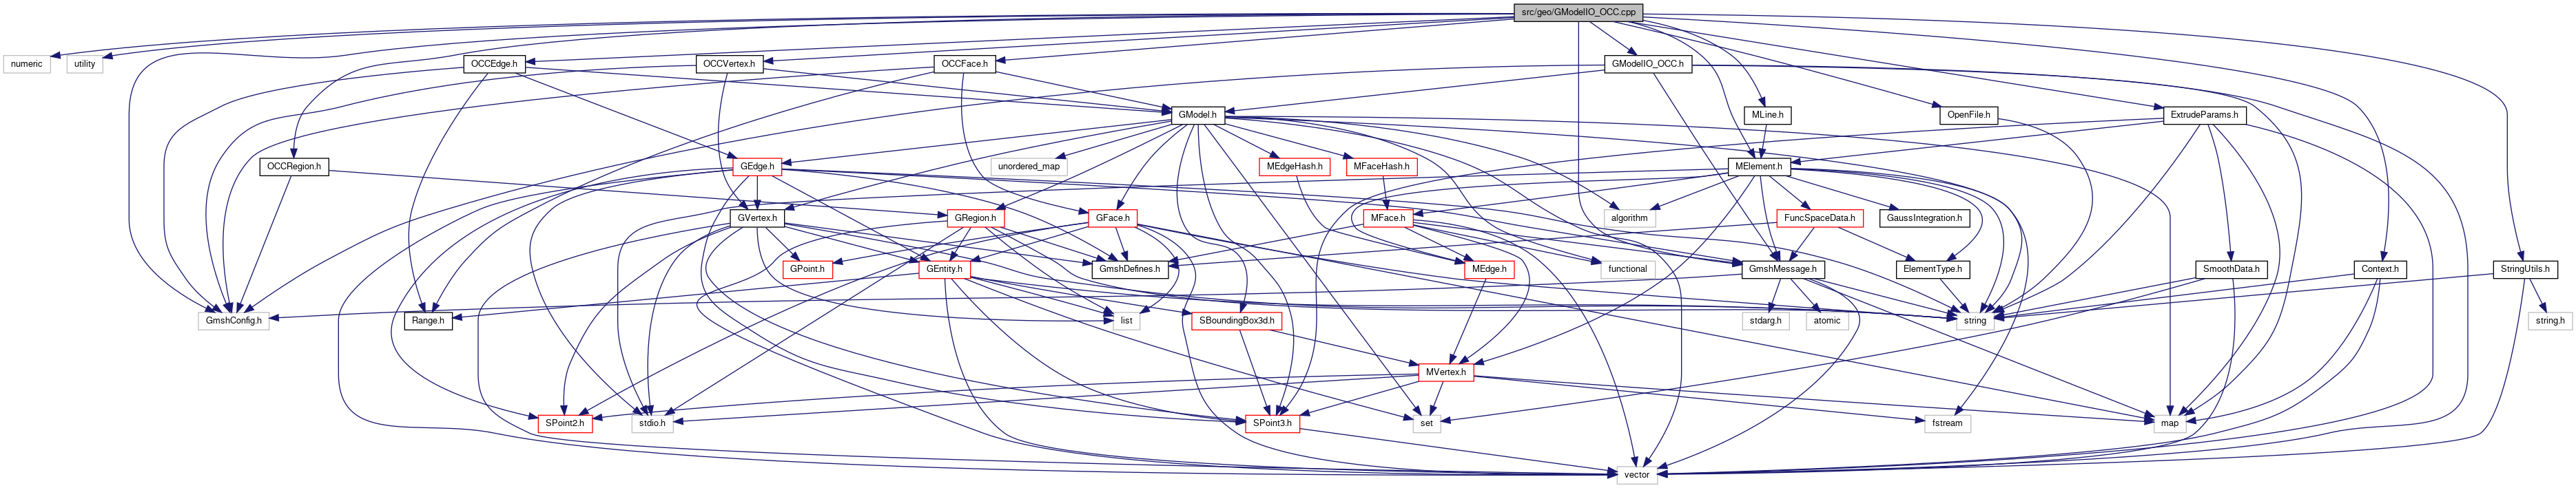 src/geo/GModelIO_OCC.cpp
numeric
utility
OCCEdge.h
OCCVertex.h
OCCFace.h
GModelIO_OCC.h
GModel.h
MLine.h
OpenFile.h
ExtrudeParams.h
OCCRegion.h
GEdge.h
unordered_map
MEdgeHash.h
MFaceHash.h
MElement.h
GVertex.h
GRegion.h
GFace.h
MFace.h
algorithm
FuncSpaceData.h
GaussIntegration.h
GPoint.h
GEntity.h
GmshDefines.h
MEdge.h
functional
GmshMessage.h
ElementType.h
SmoothData.h
Context.h
StringUtils.h
GmshConfig.h
Range.h
list
SBoundingBox3d.h
stdarg.h
atomic
string
string.h
MVertex.h
SPoint2.h
stdio.h
SPoint3.h
set
fstream
map
vector